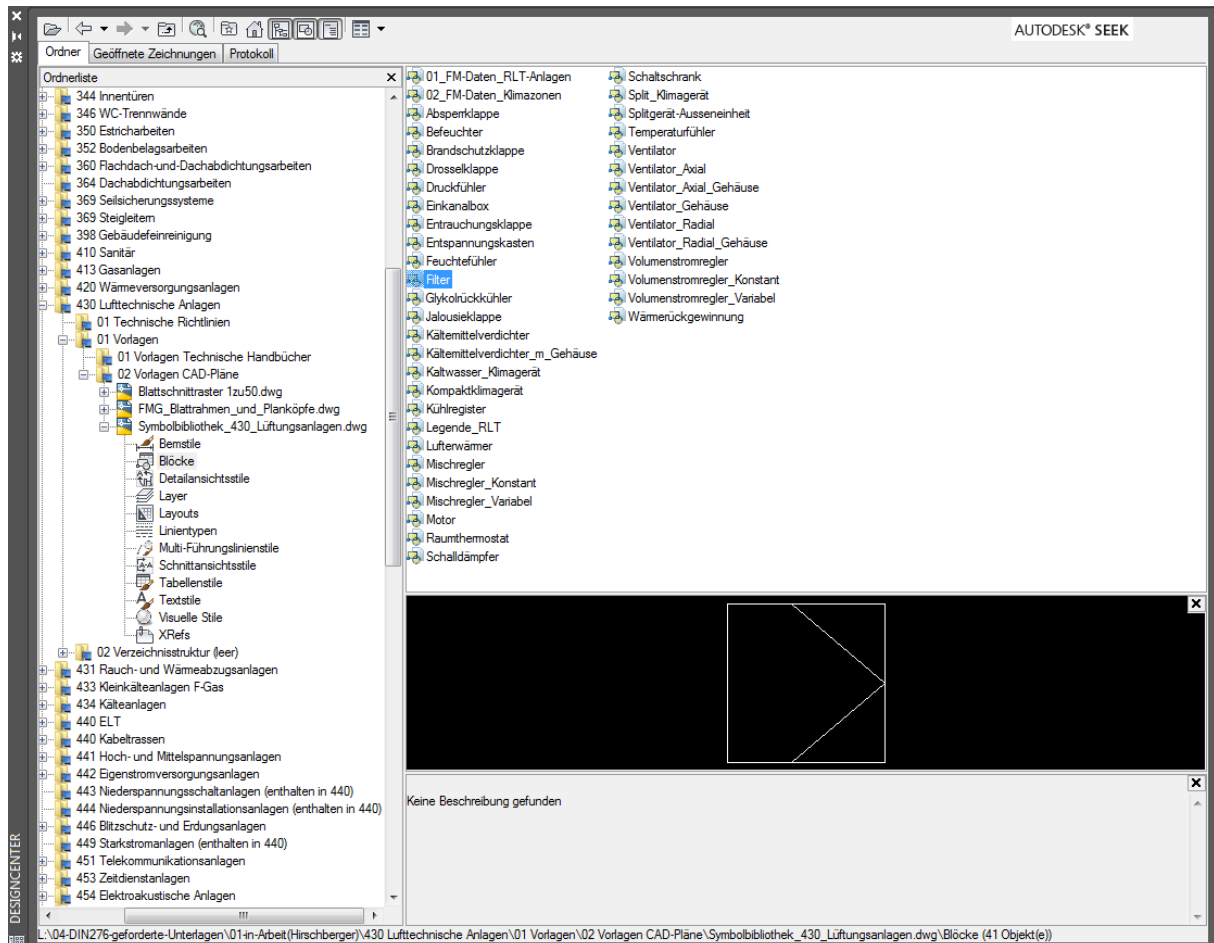 AUTODESK® SEEK
Ordner
Geöffnete Zeichnungen
Protokoll
Ordnerliste
344 Innentüren
346 WC-Trennwände
350 Estricharbeiten
352 Bodenbelagsarbeiten
360 Flachdach-und-Dachabdichtungsarbeiten
364 Dachabdichtungsarbeiten
369 Seilsicherungssysteme
369 Steigleitern
398 Gebäudefeinreinigung
410 Sanitär
413 Gasanlagen
420 Wärmeversorgungsanlagen
430 Lufttechnische Anlagen
01 Technische Richtlinien
01 Vorlagen
01 Vorlagen Technische Handbücher
02 Vorlagen CAD-Pläne
Blattschnittraster 1zu50.dwg
FMG_Blattrahmen_und_Planköpfe.dwg
Symbolbibliothek_430_Lüftungsanlagen.dwg
Bemstile
Blöcke
Detailansichtsstile
Layer
Layouts
Linientypen
Multi-Führungslinienstile
Schnittansichtsstile
Tabellenstile
Textstile
Visuelle Stile
XRefs
02 Verzeichnisstruktur (leer)
431 Rauch- und Wärmeabzugsanlagen
433 Kleinkälteanlagen F-Gas
434 Kälteanlagen
440 ELT
440 Kabeltrassen
441 Hoch- und Mittelspannungsanlagen
442 Eigenstromversorgungsanlagen
443 Niederspannungsschaltanlagen (enthalten in 440)
444 Niederspannungsinstallationsanlagen (enthalten in 440)
446 Blitzschutz- und Erdungsanlagen
449 Starkstromanlagen (enthalten in 440)
451 Telekommunikationsanlagen
453 Zeitdienstanlagen
454 Elektroakustische Anlagen
01_FM-Daten_RLT-Anlagen
02_FM-Daten_Klimazonen
Absperrklappe
Befeuchter
Brandschutzklappe
Drosselklappe
Druckfühler
Einkanalbox
Entrauchungsklappe
Entspannungskasten
Feuchtefühler
Filter
Glykolrückkühler
Jalousieklappe
Kältemittelverdichter
Kältemittelverdichter_m_Gehäuse
Kaltwasser_Klimagerät
Kompaktklimagerät
Kühlregister
Legende_RLT
Lufterwärmer
Mischregler
Mischregler_Konstant
Mischregler_Variabel
Motor
Raumthermostat
Schalldämpfer
Schaltschrank
Split_Klimagerät
Splitgerät-Ausseneinheit
Temperaturfühler
Ventilator
Ventilator_Axial
Ventilator_Axial_Gehäuse
Ventilator_Gehäuse
Ventilator_Radial
Ventilator_Radial_Gehäuse
Volumenstromregler
Volumenstromregler_Konstant
Volumenstromregler_Variabel
Wärmerückgewinnung
Keine Beschreibung gefunden
DESIGNCENTER
L:\04-DIN276-geforderte-Unterlagen\01-in-Arbeit(Hirschberger)\430 Lufttechnische Anlagen\01 Vorlagen\02 Vorlagen CAD-Pläne\Symbolbibliothek_430_Lüftungsanlagen.dwg\Blöcke (41 Objekt(e))